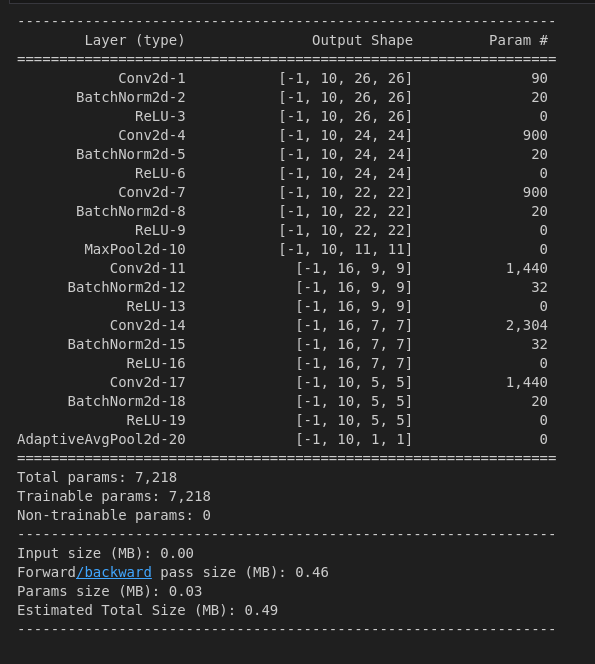 ----------------------------------------------------------------
        Layer (type)               Output Shape         Param #
================================================================
            Conv2d-1           [-1, 10, 26, 26]              90
       BatchNorm2d-2           [-1, 10, 26, 26]              20
              ReLU-3           [-1, 10, 26, 26]               0
            Conv2d-4           [-1, 10, 24, 24]             900
       BatchNorm2d-5           [-1, 10, 24, 24]              20
              ReLU-6           [-1, 10, 24, 24]               0
            Conv2d-7           [-1, 10, 22, 22]             900
       BatchNorm2d-8           [-1, 10, 22, 22]              20
              ReLU-9           [-1, 10, 22, 22]               0
        MaxPool2d-10           [-1, 10, 11, 11]               0
           Conv2d-11             [-1, 16, 9, 9]           1,440
      BatchNorm2d-12             [-1, 16, 9, 9]              32
             ReLU-13             [-1, 16, 9, 9]               0
           Conv2d-14             [-1, 16, 7, 7]           2,304
      BatchNorm2d-15             [-1, 16, 7, 7]              32
             ReLU-16             [-1, 16, 7, 7]               0
           Conv2d-17             [-1, 10, 5, 5]           1,440
      BatchNorm2d-18             [-1, 10, 5, 5]              20
             ReLU-19             [-1, 10, 5, 5]               0
AdaptiveAvgPool2d-20             [-1, 10, 1, 1]               0
================================================================
Total params: 7,218
Trainable params: 7,218
Non-trainable params: 0
----------------------------------------------------------------
Input size (MB): 0.00
Forward/backward pass size (MB): 0.46
Params size (MB): 0.03
Estimated Total Size (MB): 0.49
----------------------------------------------------------------